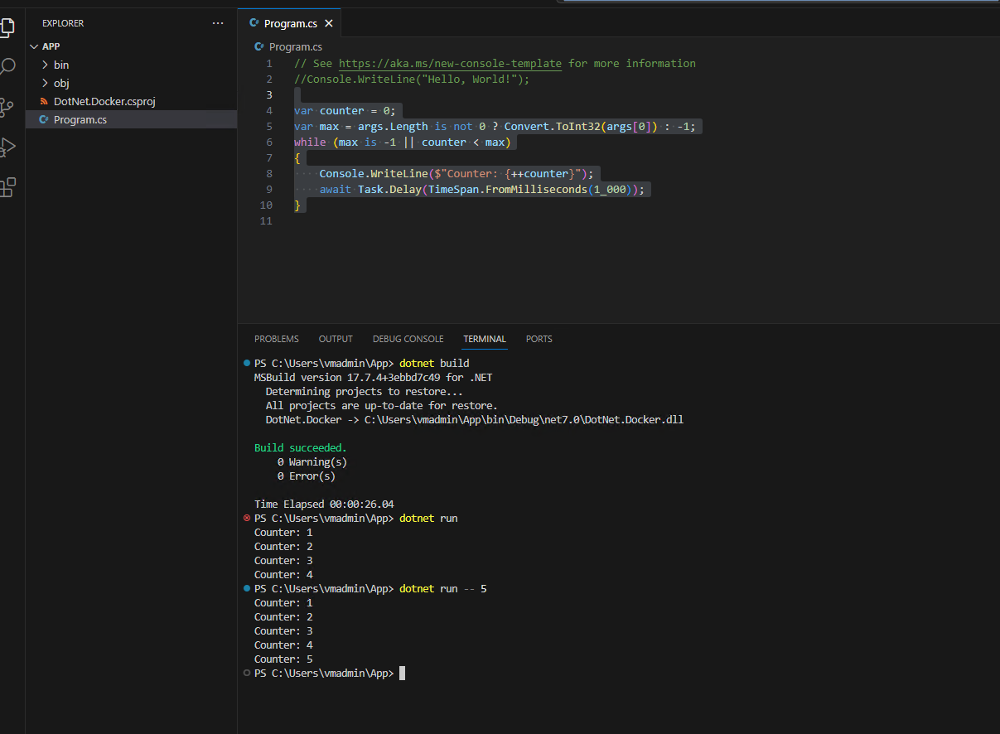 EXPLORER
···
APP
bin
obj
DotNet.Docker.csproj
C# Program.cs
C# Program.cs
C# Program.cs
1 // See https://aka.ms/new-console-template for more information
2 //Console.WriteLine("Hello, World!");
3
4 var counter = 0;
5 var max = args.Length is not 0 ? Convert.ToInt32(args[0]) : -1;
6 while (max is -1 || counter < max)
7 {
8     Console.WriteLine($"Counter: {++counter}");
9     await Task.Delay(TimeSpan.FromMilliseconds(1_000));
10 }
11
PROBLEMS OUTPUT DEBUG CONSOLE TERMINAL PORTS
PS C:\Users\vmadmin\App> dotnet build
MSBuild version 17.7.4+3ebbd7c49 for .NET
  Determining projects to restore...
  All projects are up-to-date for restore.
  DotNet.Docker -> C:\Users\vmadmin\App\bin\Debug\net7.0\DotNet.Docker.dll
Build succeeded.
    0 Warning(s)
    0 Error(s)
Time Elapsed 00:00:26.04
PS C:\Users\vmadmin\App> dotnet run
Counter: 1
Counter: 2
Counter: 3
Counter: 4
PS C:\Users\vmadmin\App> dotnet run -- 5
Counter: 1
Counter: 2
Counter: 3
Counter: 4
Counter: 5
PS C:\Users\vmadmin\App>